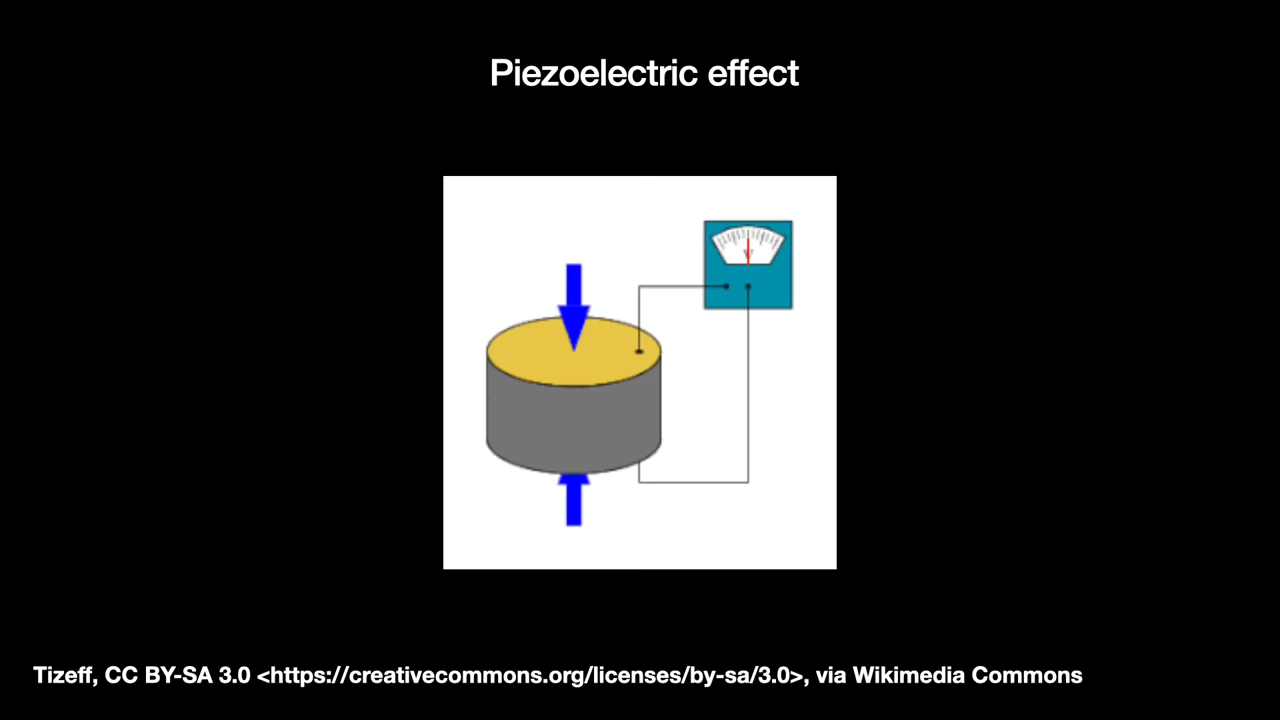 Piezoelectric effect
V
Tizeff, CC BY-SA 3.0 <https://creativecommons.org/licenses/by-sa/3.0>, via Wikimedia Commons